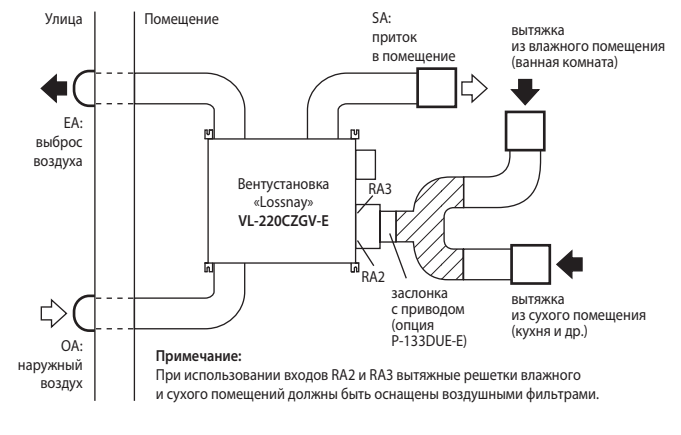 Улица
Помещение
SA:
приток
в помещение
вытяжка
из влажного помещения
(ванная комната)
EA:
выброс
воздуха
Вентустановка
«Lossnay»
VL-220CZGV-E
RA3
RA2
заслонка
с приводом
(опция
P-133DUE-E)
вытяжка
из сухого помещения
(кухня и др.)
OA:
наружный
воздух
Примечание:
При использовании входов RA2 и RA3 вытяжные решетки влажного
и сухого помещений должны быть оснащены воздушными фильтрами.